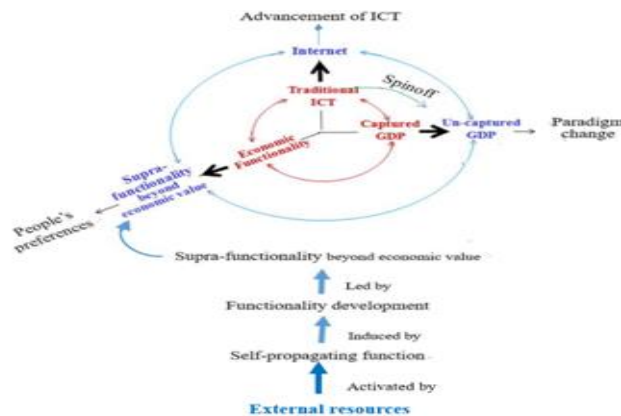 Advancement of ICT
Internet
Traditional
ICT
Spinoff
Captured
GDP
Un-captured
GDP
Paradigm
change
Economic
Functionality
Supra-
functionality
beyond
economic value
People's
preferences
Supra-functionality beyond economic value
Led by
Functionality development
Induced by
Self-propagating function
Activated by
External resources